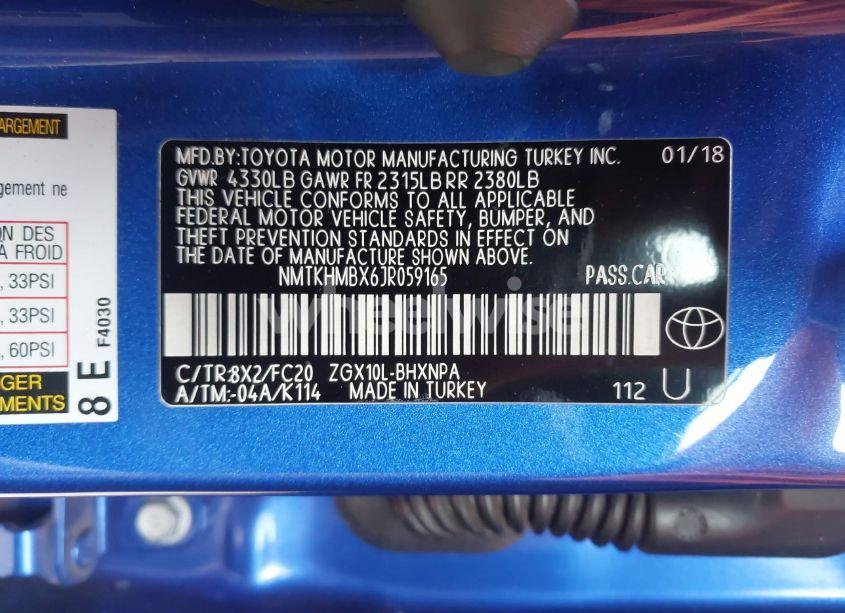 ARGEMENT
gement ne
ON DES
A FROID
, 33PSI
, 33PSI
, 60PSI
GER
EMENTS
8 E
F4030
MFD.BY:TOYOTA MOTOR MANUFACTURING TURKEY INC. 01/18
GVWR 4330LB GAWR FR 2315LB RR 2380LB
THIS VEHICLE CONFORMS TO ALL APPLICABLE
FEDERAL MOTOR VEHICLE SAFETY, BUMPER, AND
THEFT PREVENTION STANDARDS IN EFFECT ON
THE DATE OF MANUFACTURE SHOWN ABOVE.
NMTKHMBX6JR059165 PASS.CAR
wheelwise
C/TR:8X2/FC20 ZGX10L-BHXNPA
A/TM:-04A/K114 MADE IN TURKEY 112 U